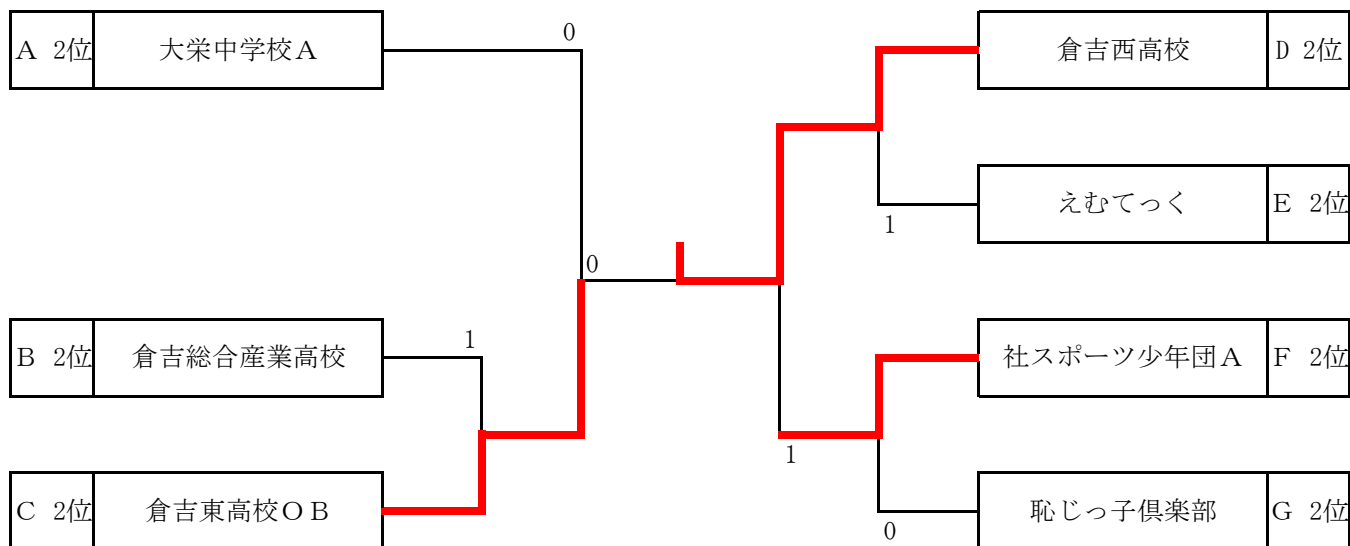 0
A 2位 大栄中学校A
倉吉西高校 D 2位
えむてっく E 2位
1
0
1
B 2位 倉吉総合産業高校
社スポーツ少年団A F 2位
1
C 2位 倉吉東高校OB
恥じっ子倶楽部 G 2位
0